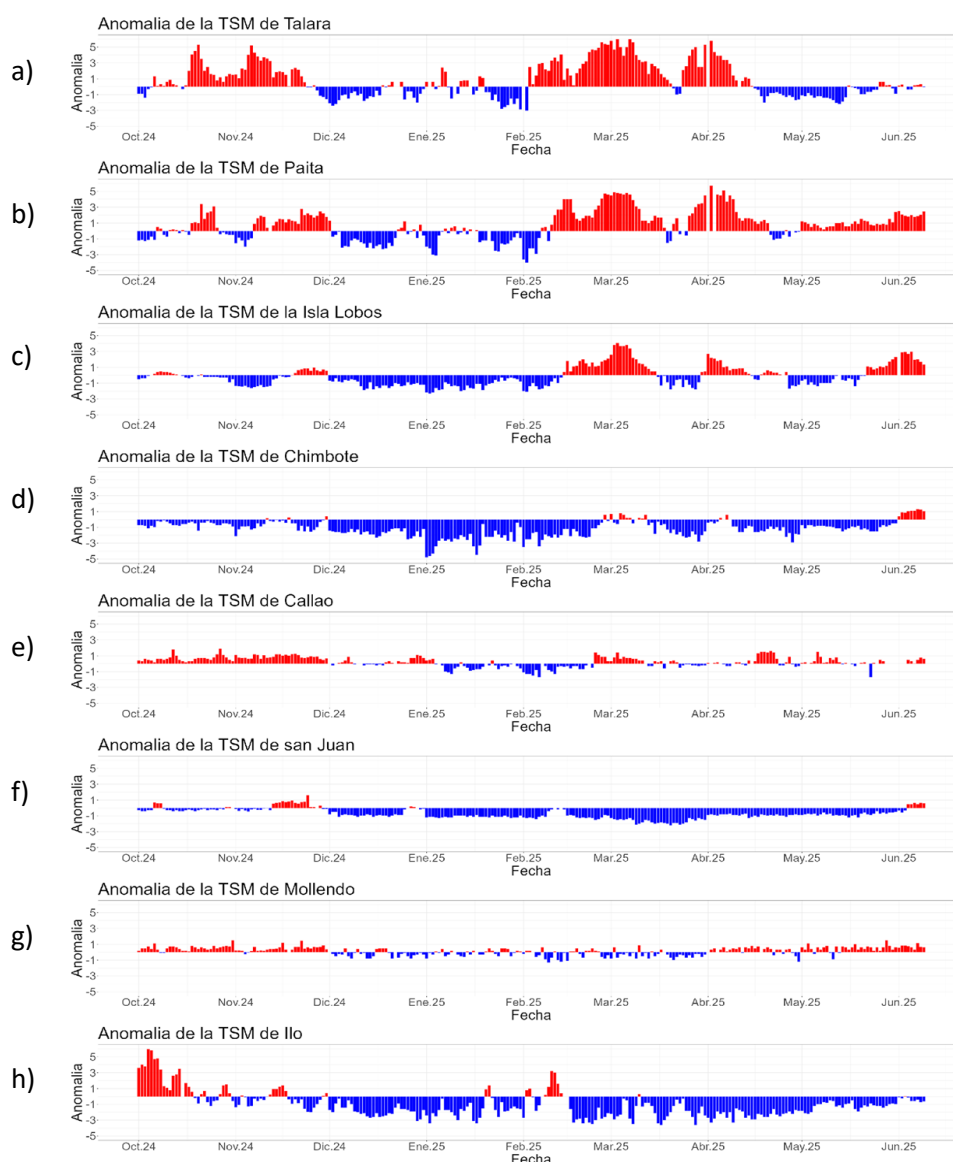 Anomalia de la TSM de Talara
a)
Anomalia
5
3
1
-1
-3
-5
Oct.24 Nov.24 Dic.24 Ene.25 Feb.25 Mar.25 Abr.25 May.25 Jun.25
Fecha
Anomalia de la TSM de Paita
b)
Anomalia
5
3
1
-1
-3
-5
Oct.24 Nov.24 Dic.24 Ene.25 Feb.25 Mar.25 Abr.25 May.25 Jun.25
Fecha
Anomalia de la TSM de la Isla Lobos
c)
Anomalia
5
3
1
-1
-3
-5
Oct.24 Nov.24 Dic.24 Ene.25 Feb.25 Mar.25 Abr.25 May.25 Jun.25
Fecha
Anomalia de la TSM de Chimbote
d)
Anomalia
5
3
1
-1
-3
-5
Oct.24 Nov.24 Dic.24 Ene.25 Feb.25 Mar.25 Abr.25 May.25 Jun.25
Fecha
Anomalia de la TSM de Callao
e)
Anomalia
5
3
1
-1
-3
-5
Oct.24 Nov.24 Dic.24 Ene.25 Feb.25 Mar.25 Abr.25 May.25 Jun.25
Fecha
Anomalia de la TSM de san Juan
f)
Anomalia
5
3
1
-1
-3
-5
Oct.24 Nov.24 Dic.24 Ene.25 Feb.25 Mar.25 Abr.25 May.25 Jun.25
Fecha
Anomalia de la TSM de Mollendo
g)
Anomalia
5
3
1
-1
-3
-5
Oct.24 Nov.24 Dic.24 Ene.25 Feb.25 Mar.25 Abr.25 May.25 Jun.25
Fecha
Anomalia de la TSM de Ilo
h)
Anomalia
5
3
1
-1
-3
-5
Oct.24 Nov.24 Dic.24 Ene.25 Feb.25 Mar.25 Abr.25 May.25 Jun.25
Fecha